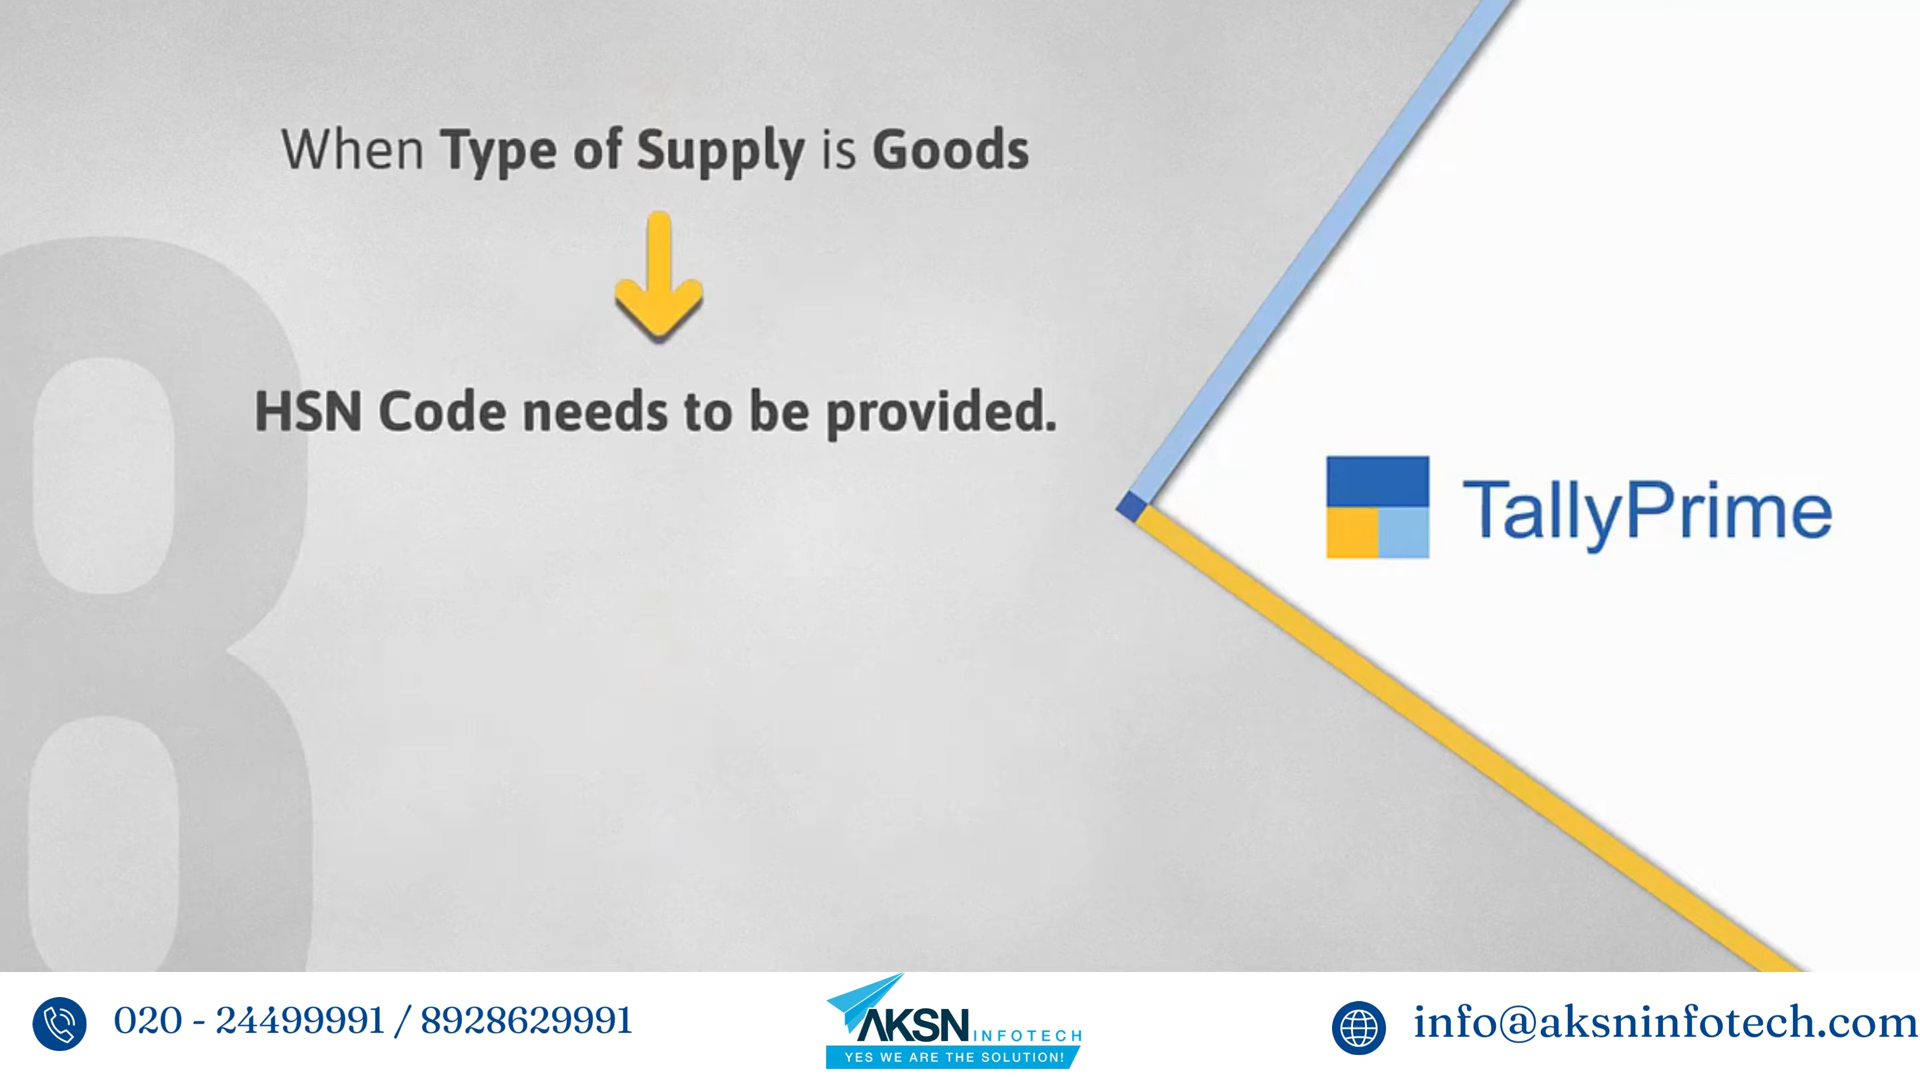 When Type of Supply is Goods
HSN Code needs to be provided.
8
TallyPrime
020 - 24499991 / 8928629991
AKSN INFOTECH
YES WE ARE THE SOLUTION!
info@aksninfotech.com